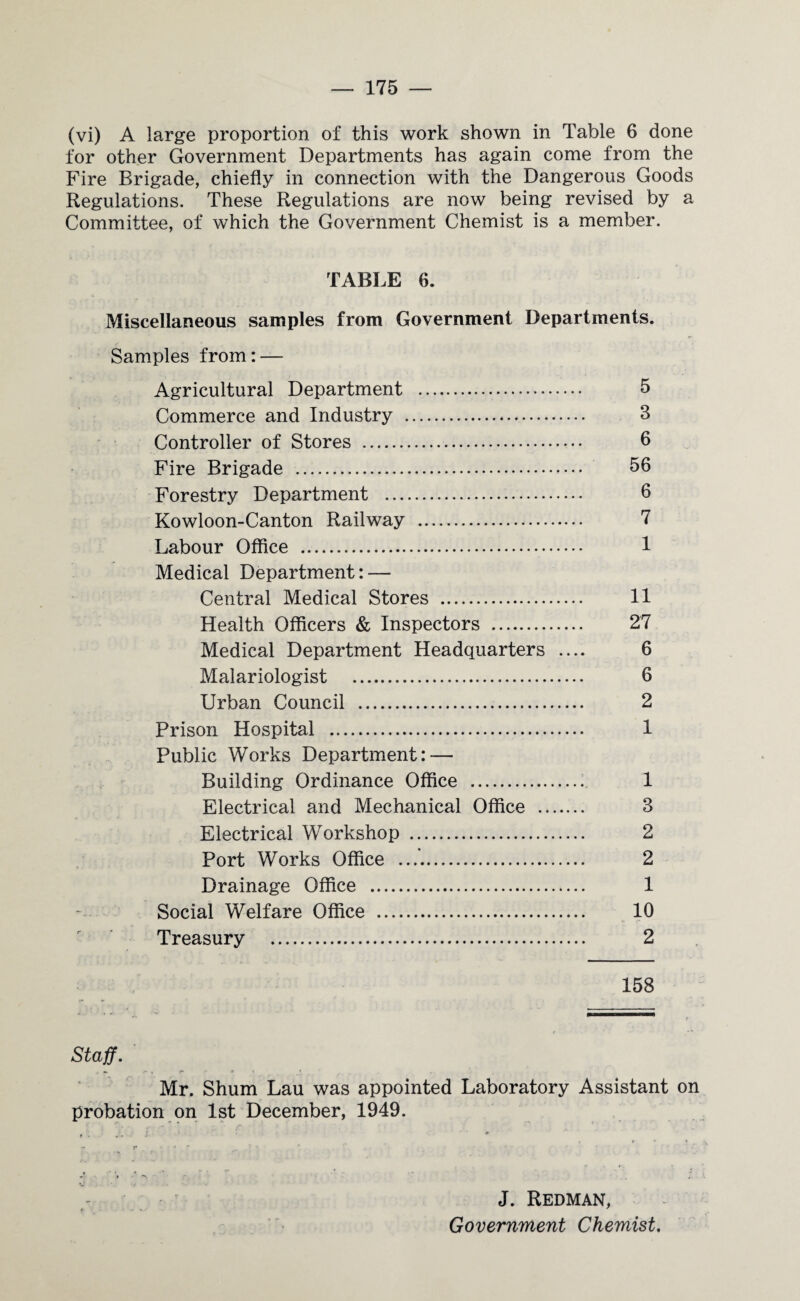 — 175 —
(vi) A large proportion of this work shown in Table 6 done
for other Government Departments has again come from the
Fire Brigade, chiefly in connection with the Dangerous Goods
Regulations. These Regulations are now being revised by a
Committee, of which the Government Chemist is a member.
TABLE 6.
Miscellaneous samples from Government Departments.
Samples from:—
Agricultural Department ........................ 5
Commerce and Industry .......................... 3
Controller of Stores ................................ 6
Fire Brigade .......................................... 56
Forestry Department ............................. 6
Kowloon-Canton Railway ........................ 7
Labour Office ......................................... 1
Medical Department:—
Central Medical Stores ..................... 11
Health Officers & Inspectors ............. 27
Medical Department Headquarters .... 6
Malariologist .................................. 6
Urban Council ................................. 2
Prison Hospital ..................................... 1
Public Works Department:—
Building Ordinance Office ................ 1
Electrical and Mechanical Office ....... 3
Electrical Workshop ......................... 2
Port Works Office ........................... 2
Drainage Office ............................... 1
Social Welfare Office .............................. 10
Treasury .............................................. 2
158
Staff.
Mr. Shum Lau was appointed Laboratory Assistant on
probation on 1st December, 1949.
J. REDMAN,
Government Chemist.